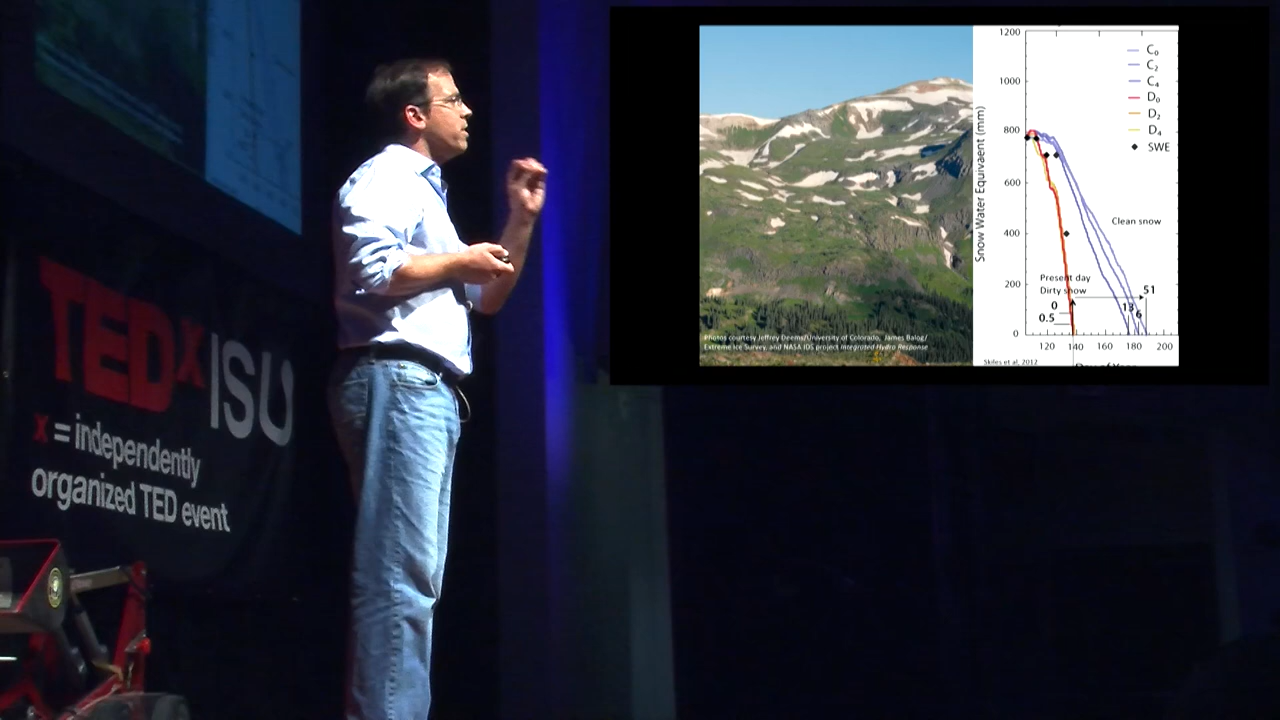 TEDx ISU
x = independently
organized TED event
Photos courtesy Jeffrey Deems/University of Colorado, James Balog/
Extreme Ice Survey, and NASA IDS project Integrated Hydro Response
Snow Water Equivaent (mm)
1200
1000
800
600
400
200
0
C0
C2
C4
D0
D2
D4
SWE
Clean snow
Present day
Dirty snow
0
0.5
51
13
6
120 140 160 180 200
Skiles et al, 2012